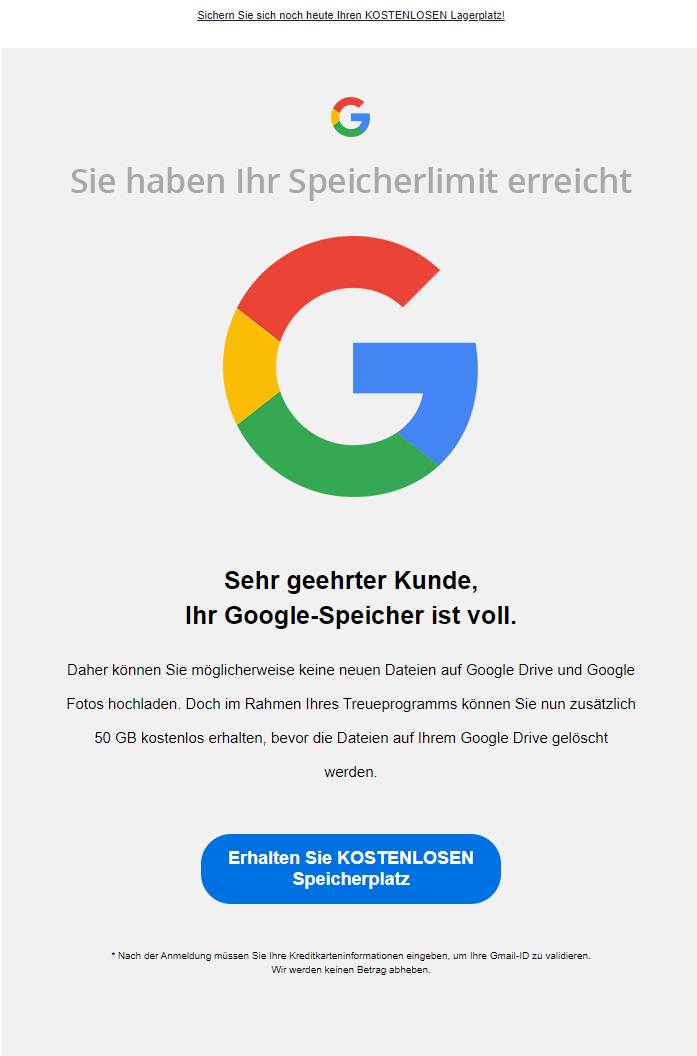 Sichern Sie sich noch heute Ihren KOSTENLOSEN Lagerplatz!
Sie haben Ihr Speicherlimit erreicht
Sehr geehrter Kunde,
Ihr Google-Speicher ist voll.
Daher können Sie möglicherweise keine neuen Dateien auf Google Drive und Google
Fotos hochladen. Doch im Rahmen Ihres Treueprogramms können Sie nun zusätzlich
50 GB kostenlos erhalten, bevor die Dateien auf Ihrem Google Drive gelöscht
werden.
Erhalten Sie KOSTENLOSEN
Speicherplatz
* Nach der Anmeldung müssen Sie Ihre Kreditkarteninformationen eingeben, um Ihre Gmail-ID zu validieren.
Wir werden keinen Betrag abheben.